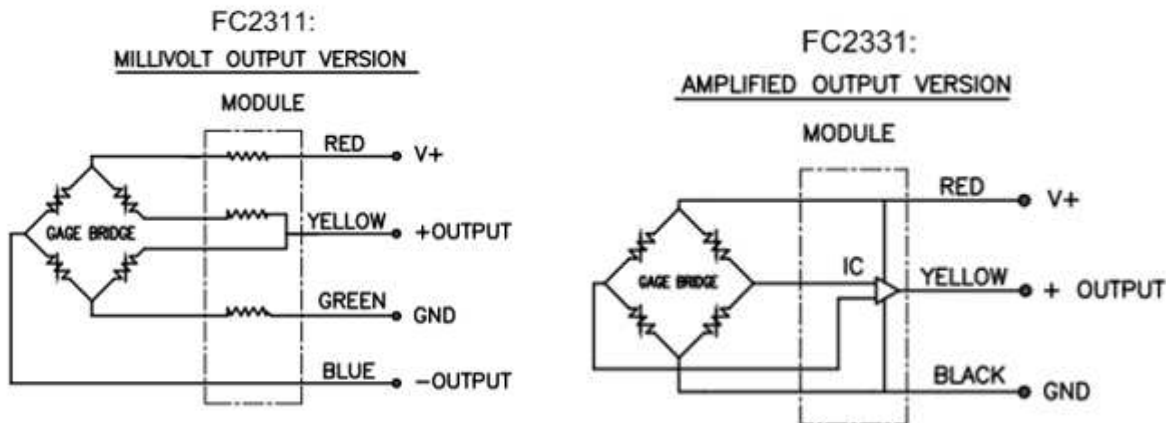 FC2311:
MILLIVOLT OUTPUT VERSION
MODULE
RED
V+
GAGE BRIDGE
YELLOW
+OUTPUT
GREEN
GND
BLUE
-OUTPUT
FC2331:
AMPLIFIED OUTPUT VERSION
MODULE
RED
V+
GAGE BRIDGE
IC
YELLOW
+ OUTPUT
BLACK
GND